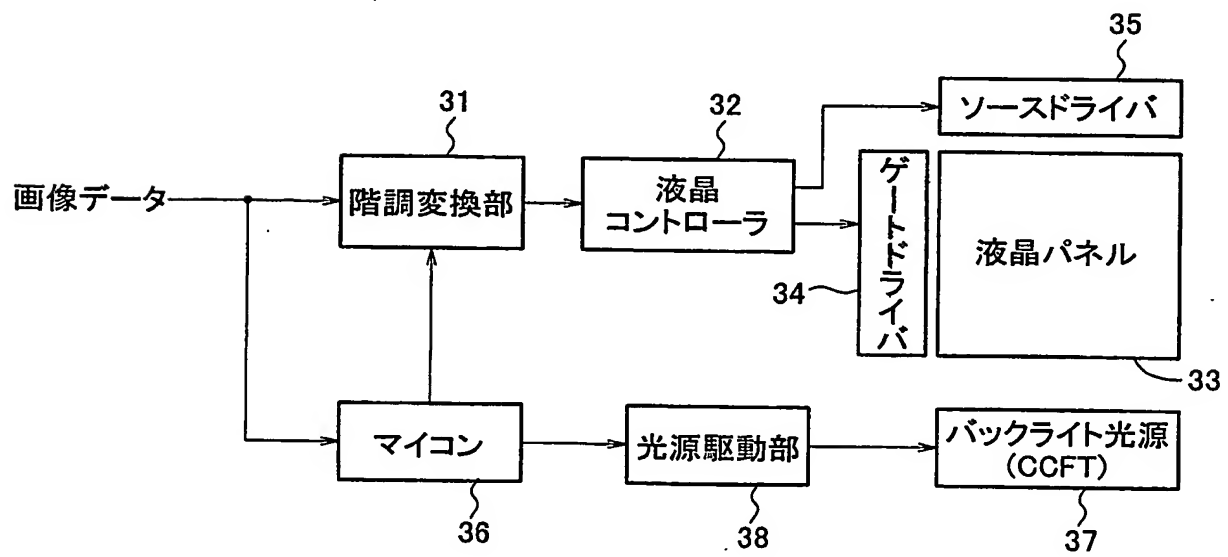 35
ソースドライバ
31
32
画像データ
階調変換部
液晶
コントローラ
ゲートドライバ
液晶パネル
34
33
マイコン
光源駆動部
バックライト光源
(CCFT)
36
38
37